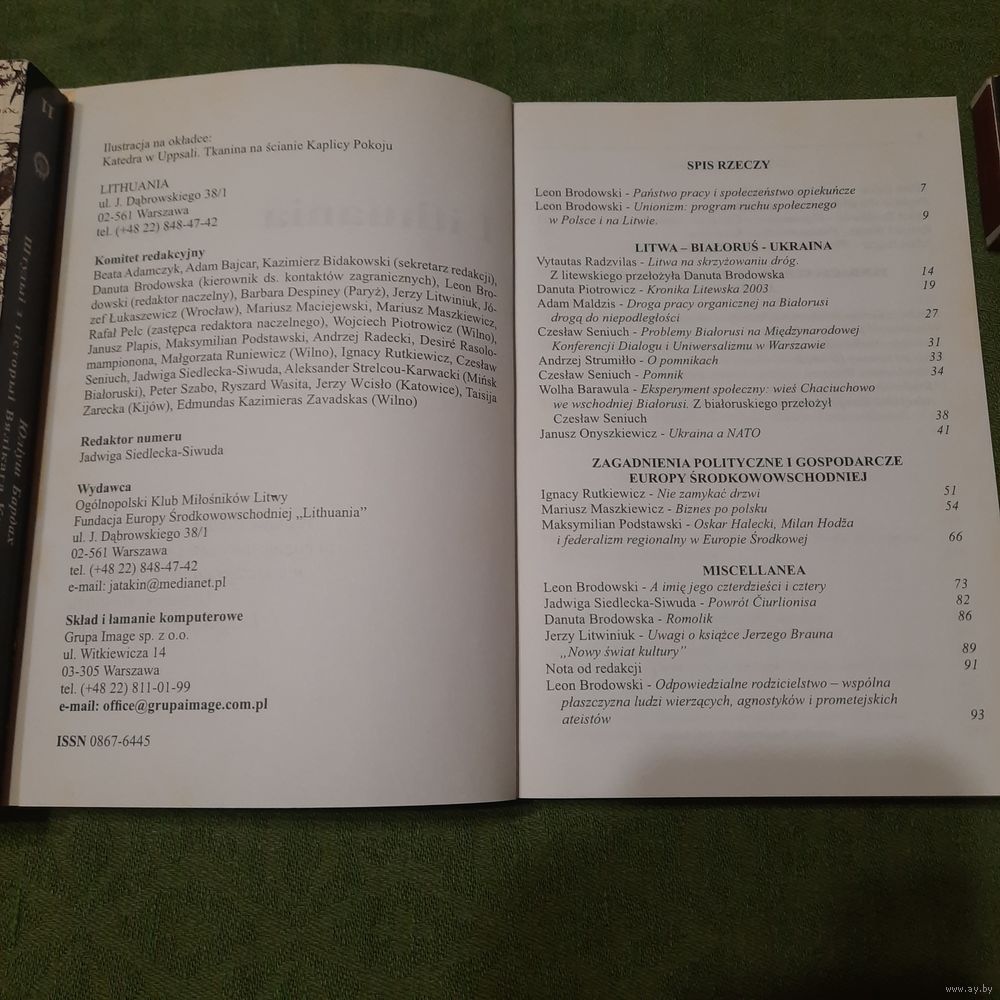 Ilustracja na okładce:
Katedra w Uppsali. Tkanina na ścianie Kaplicy Pokoju
LITHUANIA
ul. J. Dąbrowskiego 38/1
02-561 Warszawa
tel. (+48 22) 848-47-42
Komitet redakcyjny
Beata Adamczyk, Adam Bajcar, Kazimierz Bidakowski (sekretarz redakcji),
Danuta Brodowska (kierownik ds. kontaktów zagranicznych), Leon Bro-
dowski (redaktor naczelny), Barbara Despiney (Paryż), Jerzy Litwiniuk, Jó-
zef Łukaszewicz (Wrocław), Mariusz Maciejewski, Mariusz Maszkiewicz,
Rafał Pelc (zastępca redaktora naczelnego), Wojciech Piotrowicz (Wilno),
Janusz Plapis, Maksymilian Podstawski, Andrzej Radecki, Desiré Rasolo-
mampionona, Małgorzata Runiewicz (Wilno), Ignacy Rutkiewicz, Czesław
Seniuch, Jadwiga Siedlecka-Siwuda, Aleksander Strelcou-Karwacki (Mińsk
Białoruski), Peter Szabo, Ryszard Wasita, Jerzy Wcisło (Katowice), Taisija
Zarecka (Kijów), Edmundas Kazimieras Zavadskas (Wilno)
Redaktor numeru
Jadwiga Siedlecka-Siwuda
Wydawca
Ogólnopolski Klub Miłośników Litwy
Fundacja Europy Środkowowschodniej ,,Lithuania”
ul. J. Dąbrowskiego 38/1
02-561 Warszawa
tel. (+48 22) 848-47-42
e-mail: jatakin@medianet.pl
Skład i łamanie komputerowe
Grupa Image sp. z o.o.
ul. Witkiewicza 14
03-305 Warszawa
tel. (+48 22) 811-01-99
e-mail: office@grupaimage.com.pl
ISSN 0867-6445
SPIS RZECZY
Leon Brodowski - Państwo pracy i społeczeństwo opiekuńcze 7
Leon Brodowski - Unionizm: program ruchu społecznego
w Polsce i na Litwie. 9
LITWA – BIAŁORUŚ - UKRAINA
Vytautas Radzvilas - Litwa na skrzyżowaniu dróg.
Z litewskiego przełożyła Danuta Brodowska 14
Danuta Piotrowicz - Kronika Litewska 2003 19
Adam Maldzis - Droga pracy organicznej na Białorusi
drogą do niepodległości 27
Czesław Seniuch - Problemy Białorusi na Międzynarodowej
Konferencji Dialogu i Uniwersalizmu w Warszawie 31
Andrzej Strumiłło - O pomnikach 33
Czesław Seniuch - Pomnik 34
Wolha Barawula - Eksperyment społeczny: wieś Chaciuchowo
we wschodniej Białorusi. Z białoruskiego przełożył
Czesław Seniuch 38
Janusz Onyszkiewicz - Ukraina a NATO 41
ZAGADNIENIA POLITYCZNE I GOSPODARCZE
EUROPY ŚRODKOWOWSCHODNIEJ
Ignacy Rutkiewicz - Nie zamykać drzwi 51
Mariusz Maszkiewicz - Biznes po polsku 54
Maksymilian Podstawski - Oskar Halecki, Milan Hodža
i federalizm regionalny w Europie Środkowej 66
MISCELLANEA
Leon Brodowski - A imię jego czterdzieści i cztery 73
Jadwiga Siedlecka-Siwuda - Powrót Čiurlionisa 82
Danuta Brodowska - Romolik 86
Jerzy Litwiniuk - Uwagi o książce Jerzego Brauna
,,Nowy świat kultury” 89
Nota od redakcji 91
Leon Brodowski - Odpowiedzialne rodzicielstwo – wspólna
płaszczyzna ludzi wierzących, agnostyków i prometejskich
ateistów 93
11
www.ay.by